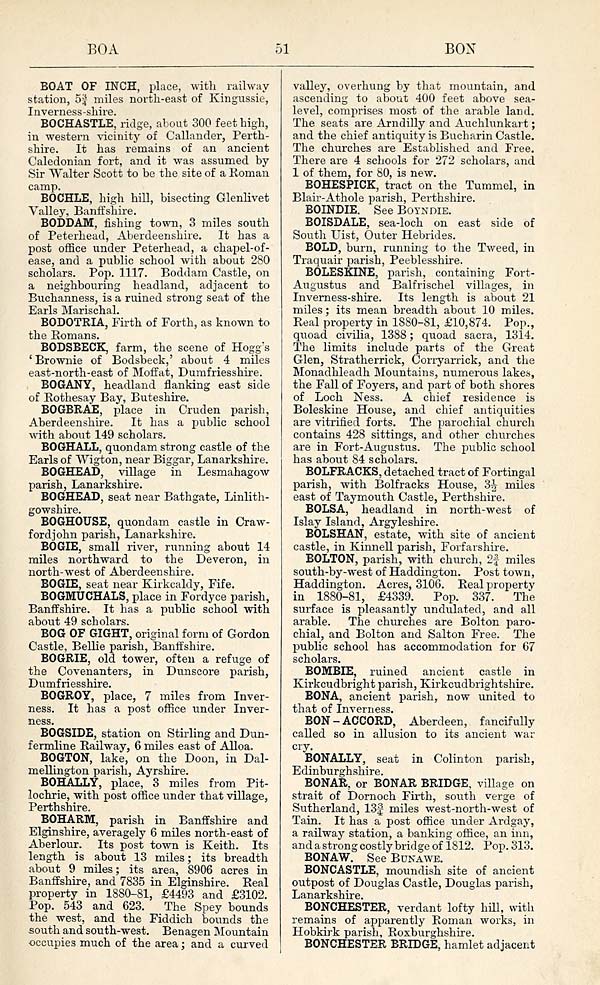 BOA 51 BON
BOAT OF INCH, place, with railway
station, 5¾ miles north-east of Kingussie,
Inverness-shire.
BOCHASTLE, ridge, about 300 feet high,
in western vicinity of Callander, Perth-
shire. It has remains of an ancient
Caledonian fort, and it was assumed by
Sir Walter Scott to be the site of a Roman
camp.
BOCHLE, high hill, bisecting Glenlivet
Valley, Banffshire.
BODDAM, fishing town, 3 miles south
of Peterhead, Aberdeenshire. It has a
post office under Peterhead, a chapel-of-
ease, and a public school with about 280
scholars. Pop. 1117. Boddam Castle, on
a neighbouring headland, adjacent to
Buchanness, is a ruined strong seat of the
Earls Marischal.
BODOTRIA, Firth of Forth, as known to
the Romans.
BODSBECK, farm, the scene of Hogg's
'Brownie of Bodsbeck,' about 4 miles
east-north-east of Moffat, Dumfriesshire.
BOGANY, headland flanking east side
of Rothesay Bay, Buteshire.
BOGBRAE, place in Cruden parish,
Aberdeenshire. It has a public school
with about 149 scholars.
BOGHALL, quondam strong castle of the
Earls of Wigton, near Biggar, Lanarkshire.
BOGHEAD, village in Lesmahagow
parish, Lanarkshire.
BOGHEAD, seat near Bathgate, Linlith-
gowshire.
BOGHOUSE, quondam castle in Craw-
fordjohn parish, Lanarkshire.
BOGIE, small river, running about 14
miles northward to the Deveron, in
north-west of Aberdeenshire.
BOGIE, seat near Kirkcaldy, Fife.
BOGMUCHALS, place in Fordyce parish,
Banffshire. It has a public school with
about 49 scholars.
BOG OF GIGHT, original form of Gordon
Castle, Bellie parish, Banffshire.
BOGRIE, old tower, often a refuge of
the Covenanters, in Dunscore parish,
Dumfriesshire.
BOGROY, place, 7 miles from Inver-
ness. It has a post office under Inver-
ness.
BOGSIDE, station on Stirling and Dun-
fermline Railway, 6 miles east of Alloa.
BOGTON, lake, on the Doon, in Dal-
mellington parish, Ayrshire.
BOHALLY, place, 3 miles from Pit-
lochrie, with post office under that village,
Perthshire.
BOHARM, parish in Banffshire and
Elginshire, averagely 6 miles north-east of
Aberlour. Its post town is Keith. Its
length is about 13 miles; its breadth
about 9 miles; its area, 8906 acres in
Banffshire, and 7835 in Elginshire. Real
property in 1880-81, £4493 and £3102.
Pop. 543 and 623. The Spey bounds
the west, and the Fiddich bounds the
south and south-west. Benagen Mountain
occupies much of the area; and a curved
valley, overhung by that mountain, and
ascending to about 400 feet above sea-
level, comprises most of the arable land.
The seats are Arndilly and Auchlunkart;
and the chief antiquity is Bucharin Castle.
The churches are Established and Free.
There are 4 schools for 272 scholars, and
1 of them, for 80, is new.
BOHESPICK, tract on the Tummel, in
Blair-Athole parish, Perthshire.
BOINDIE. See BOYNDIE.
BOISDALE, sea-loch on east side of
South Uist, Outer Hebrides.
BOLD, burn, running to the Tweed, in
Traquair parish, Peeblesshire.
BOLESKINE, parish, containing Fort-
Augustus and Balfrischel villages, in
Inverness-shire. Its length is about 21
miles; its mean breadth about 10 miles.
Real property in 1880-81, £10,874. Pop.,
quoad civilia, 1388; quoad sacra, 1314.
The limits include parts of the Great
Glen, Stratherrick, Corryarrick, and the
Monadhleadh Mountains, numerous lakes,
the Fall of Foyers, and part of both shores
of Loch Ness. A chief residence is
Boleskine House, and chief antiquities
are vitrified forts. The parochial church
contains 428 sittings, and other churches
are in Fort-Augustus. The public school
has about 84 scholars.
BOLFRACKS, detached tract of Fortingal
parish, with Bolfracks House, 3½ miles
east of Taymouth Castle, Perthshire.
BOLSA, headland in north-west of
Islay Island, Argyleshire.
BOLSHAN, estate, with site of ancient
castle, in Kinnell parish, Forfarshire.
BOLTON, parish, with church, 2¾ miles
south-by-west of Haddington. Post town,
Haddington. Acres, 3106. Real property
in 1880-81, £4339. Pop. 337. The
surface is pleasantly undulated, and all
arable. The churches are Bolton paro-
chial, and Bolton and Salton Free. The
public school has accommodation for 67
scholars.
BOMBIE, ruined ancient castle in
Kirkcudbright parish, Kirkcudbrightshire.
BONA, ancient parish, now united to
that of Inverness.
BON-ACCORD, Aberdeen, fancifully
called so in allusion to its ancient war
cry.
BONALLY, seat in Colinton parish,
Edinburghshire.
BONAR, or BONAR BRIDGE, village on
strait of Dornoch Firth, south verge of
Sutherland, 13¾ miles west-north-west of
Tain. It has a post office under Ardgay,
a railway station, a banking office, an inn,
and a strong costly bridge of 1812. Pop. 313.
BONAW. See BUNAWE.
BONCASTLE, moundish site of ancient
outpost of Douglas Castle, Douglas parish,
Lanarkshire.
BONCHESTER, verdant lofty hill, with
remains of apparently Roman works, in
Hobkirk parish, Roxburghshire.
BONCHESTER BRIDGE, hamlet adjacent